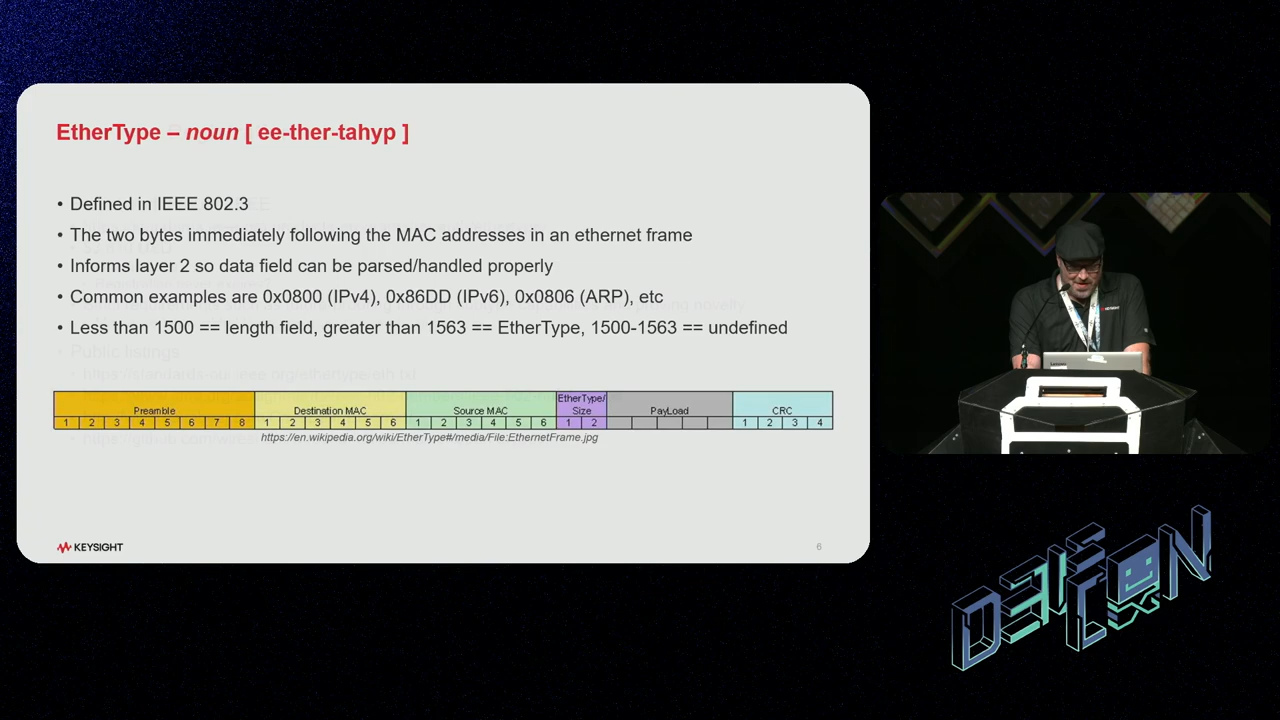 EtherType – noun [ ee-ther-tahyp ]
• Defined in IEEE 802.3
• The two bytes immediately following the MAC addresses in an ethernet frame
• Informs layer 2 so data field can be parsed/handled properly
• Common examples are 0x0800 (IPv4), 0x86DD (IPv6), 0x0806 (ARP), etc
• Less than 1500 == length field, greater than 1563 == EtherType, 1500-1563 == undefined
• Public listings
Preamble Destination MAC Source MAC EtherType/ Size PayLoad CRC
1 2 3 4 5 6 7 8 1 2 3 4 5 6 1 2 3 4 5 6 1 2 1 2 3 4
https://en.wikipedia.org/wiki/EtherType#/media/File:EthernetFrame.jpg
KEYSIGHT
6
DEF CON